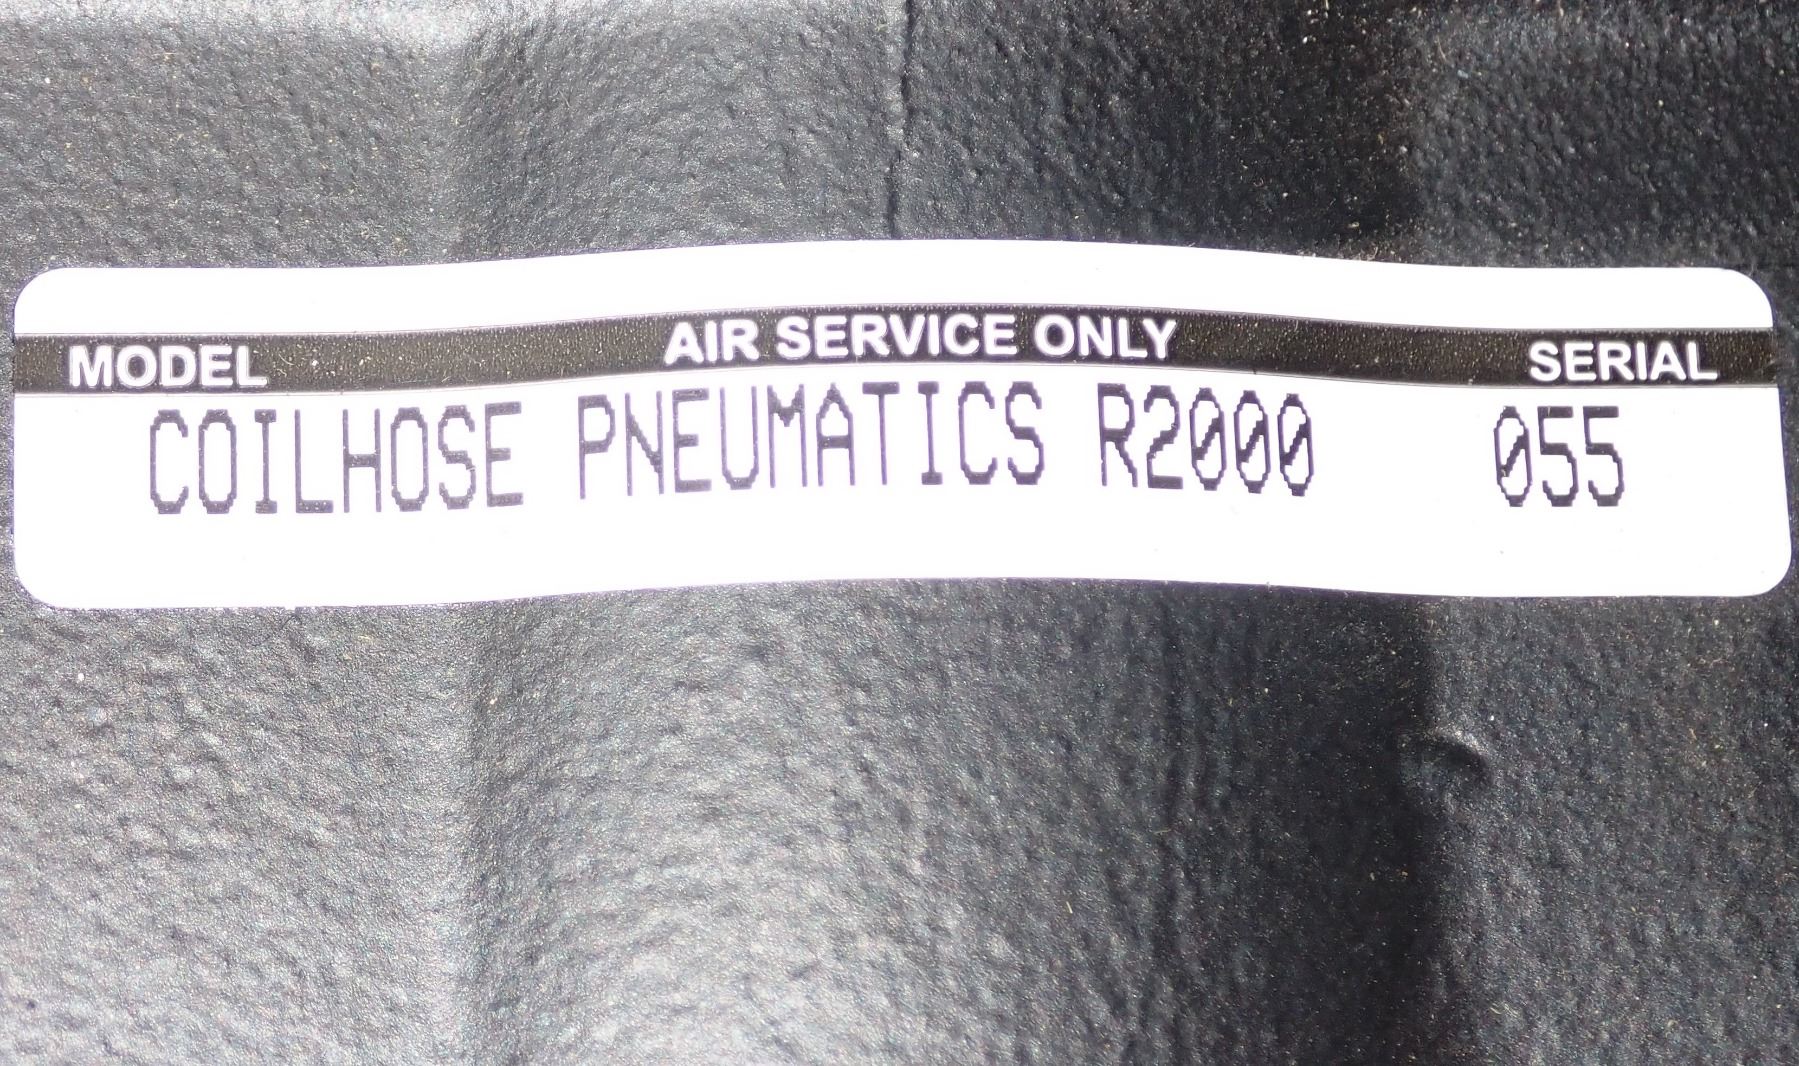 MODEL AIR SERVICE ONLY SERIAL
COILHOSE PNEUMATICS R2000 055